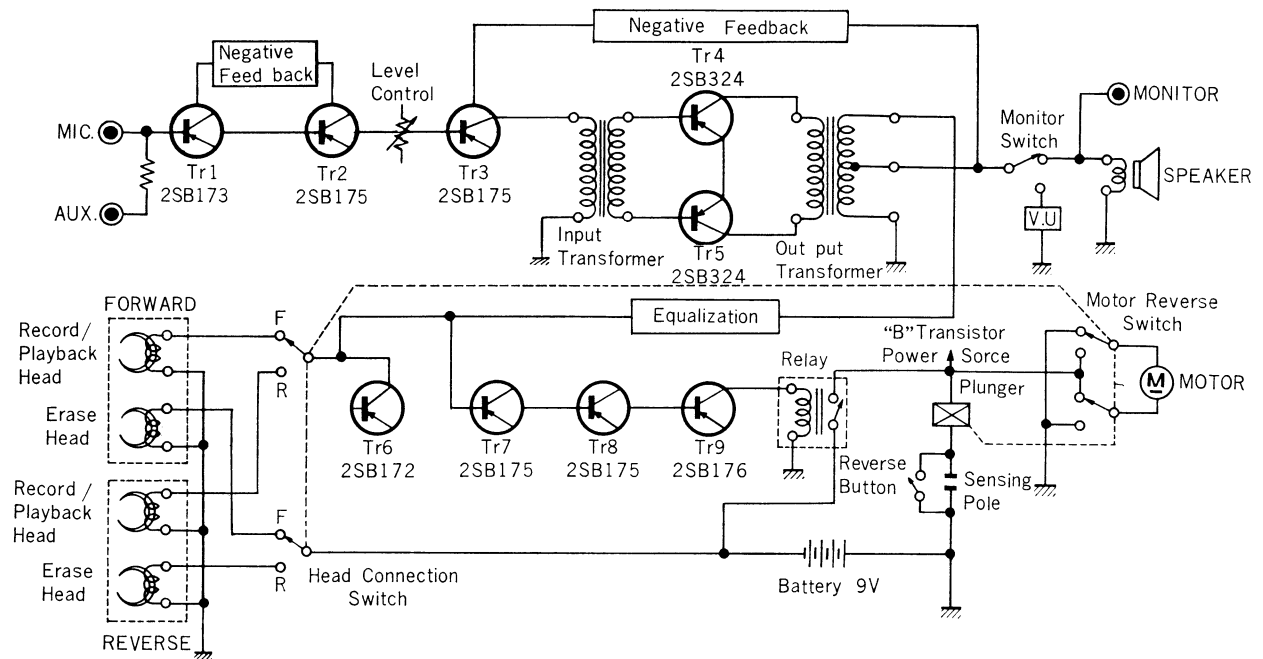 Negative Feedback
Negative
Feed back
Level
Control
Tr4
2SB324
MIC.
AUX.
Tr1
2SB173
Tr2
2SB175
Tr3
2SB175
Input
Transformer
Tr5
2SB324
Out put
Transformer
Monitor
Switch
MONITOR
SPEAKER
V.U
FORWARD
Record/
Playback
Head
Erase
Head
F
R
Equalization
Motor Reverse
Switch
"B" Transistor
Power Sorce
Plunger
Relay
M
MOTOR
Tr6
2SB172
Tr7
2SB175
Tr8
2SB175
Tr9
2SB176
Reverse
Button
Sensing
Pole
Record /
Playback
Head
Erase
Head
REVERSE
F
R
Head Connection
Switch
Battery 9V